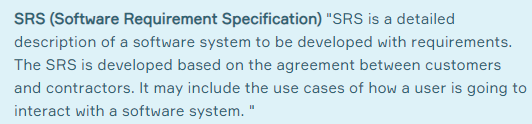 SRS (Software Requirement Specification) "SRS is a detailed
description of a software system to be developed with requirements.
The SRS is developed based on the agreement between customers
and contractors. It may include the use cases of how a user is going to
interact with a software system. "